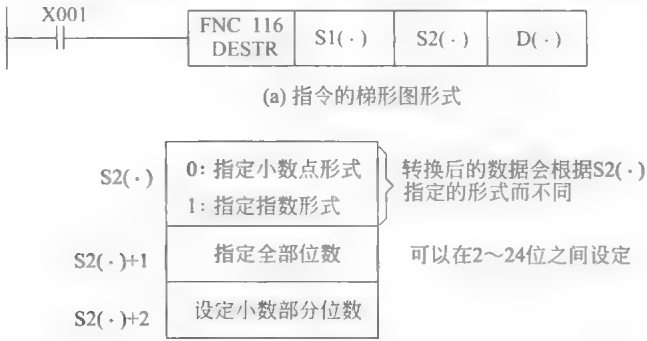 X001
FNC 116
DESTR
S1(·)
S2(·)
D(·)
(a) 指令的梯形图形式
S2(·)
0: 指定小数点形式
1: 指定指数形式
转换后的数据会根据S2(·)
指定的形式而不同
S2(·)+1
指定全部位数
可以在2～24位之间设定
S2(·)+2
设定小数部分位数